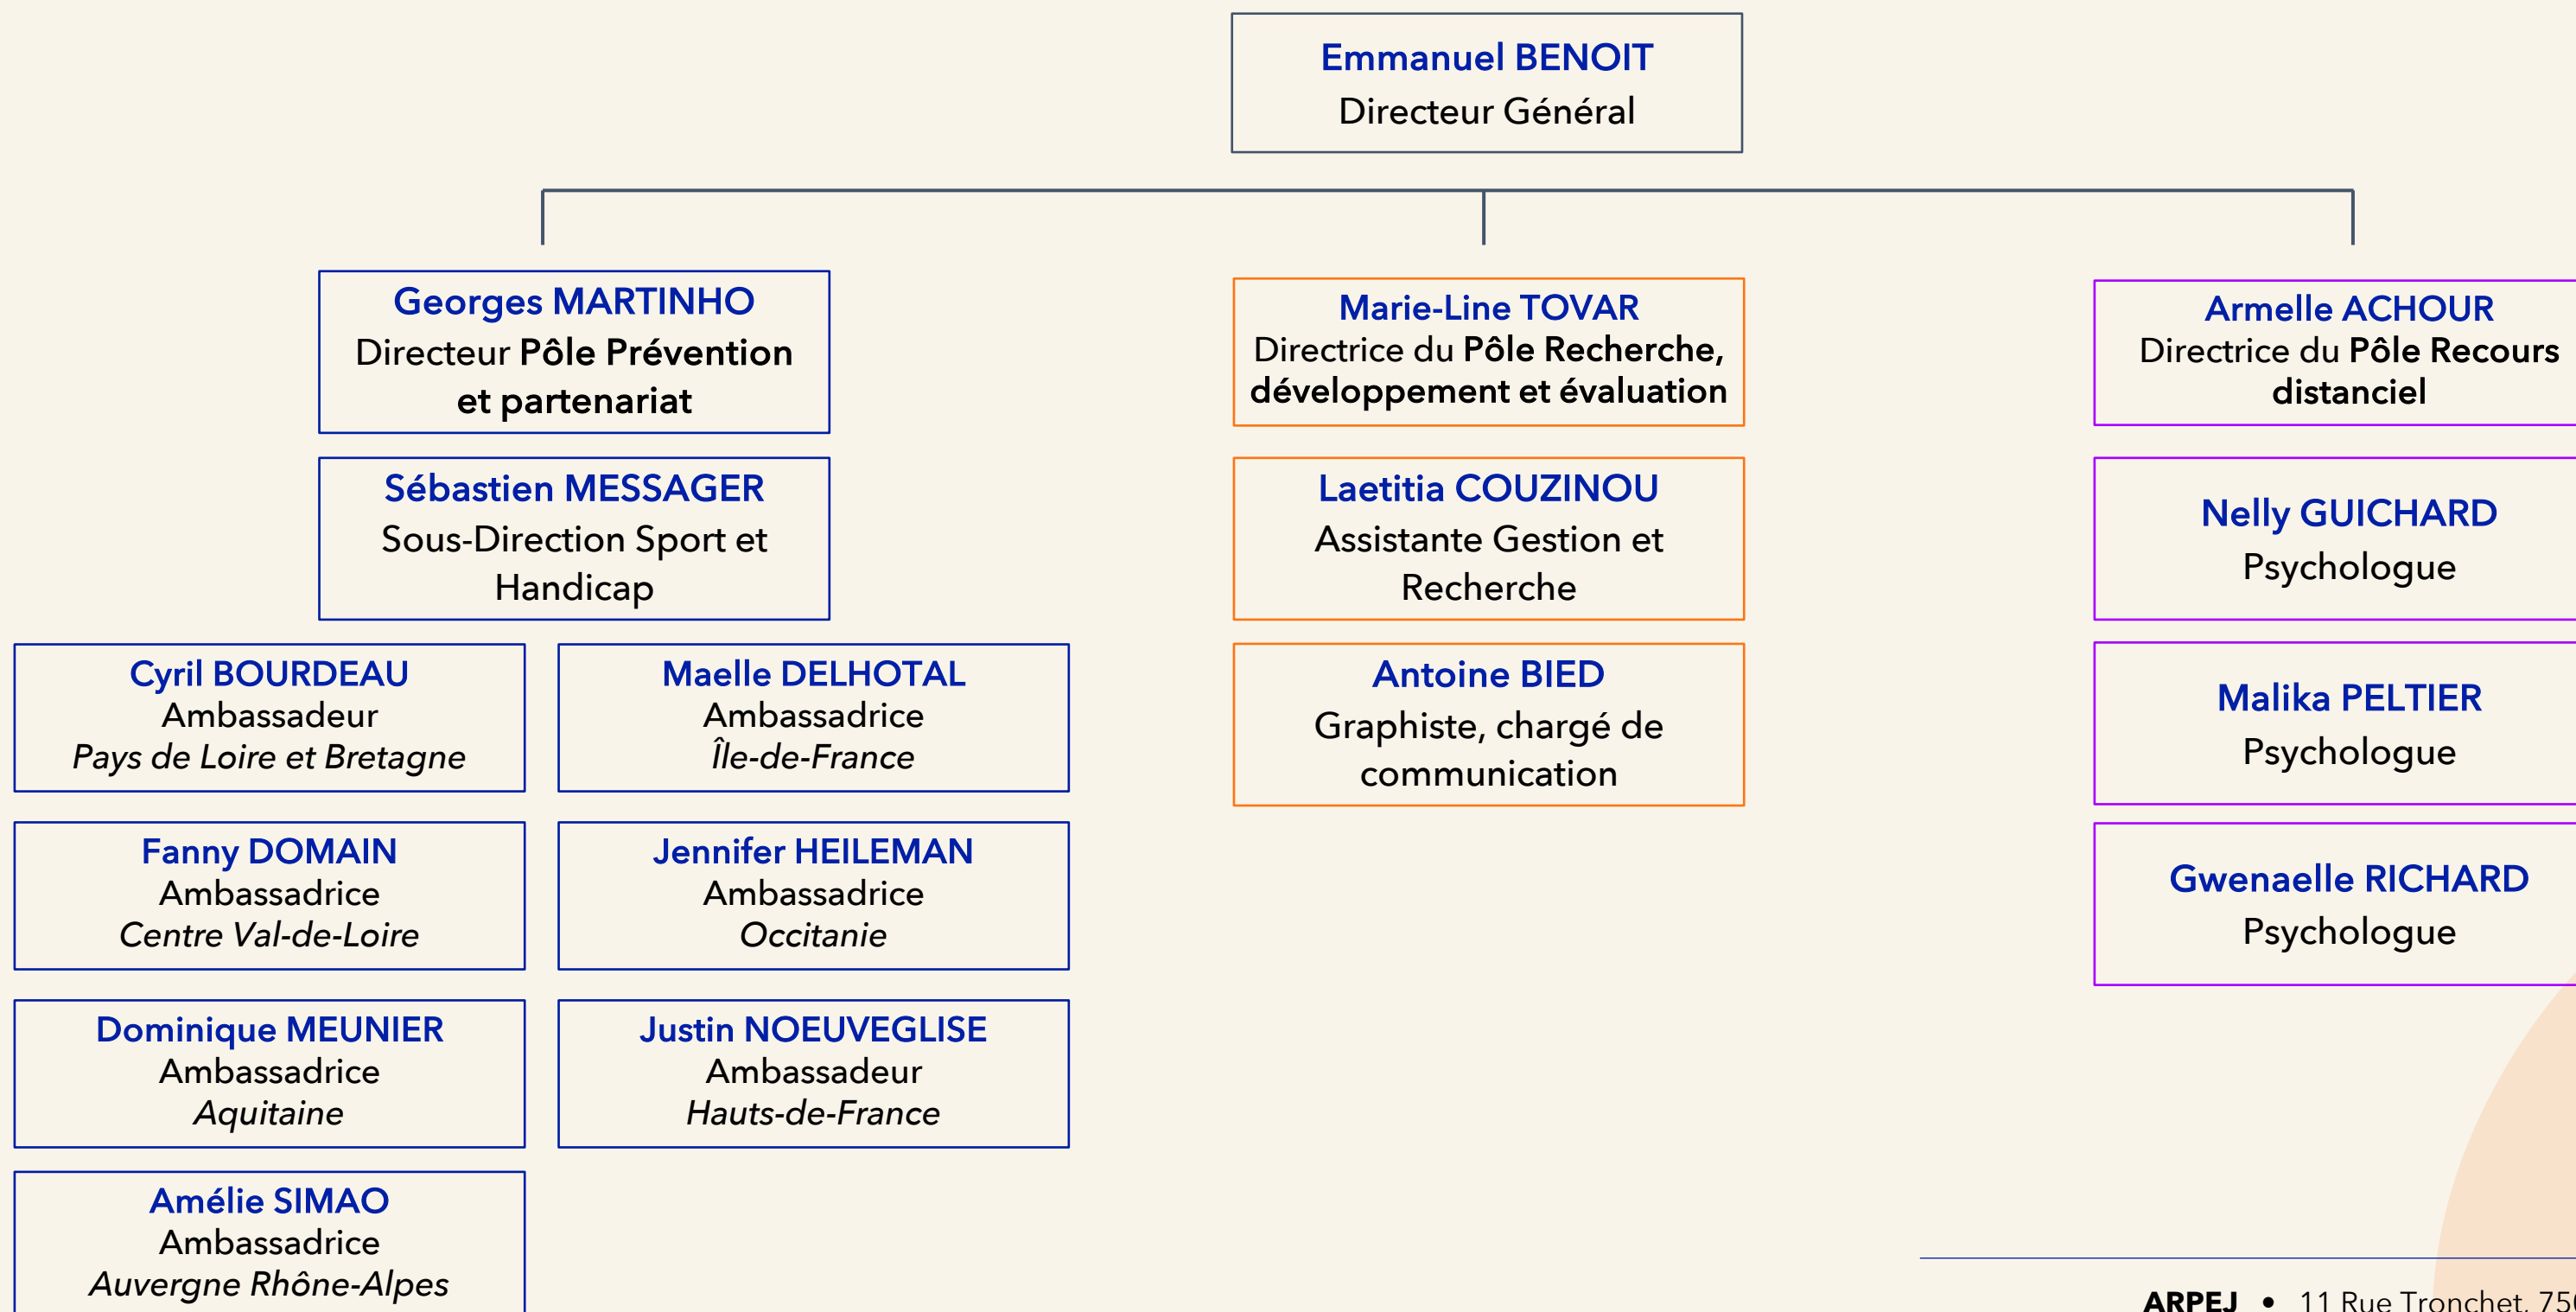 Emmanuel BENOIT
Directeur Général
Georges MARTINHO
Directeur Pôle Prévention
et partenariat
Sébastien MESSAGER
Sous-Direction Sport et
Handicap
Cyril BOURDEAU
Ambassadeur
Pays de Loire et Bretagne
Maelle DELHOTAL
Ambassadrice
Île-de-France
Fanny DOMAIN
Ambassadrice
Centre Val-de-Loire
Jennifer HEILEMAN
Ambassadrice
Occitanie
Dominique MEUNIER
Ambassadrice
Aquitaine
Justin NOEUVEGLISE
Ambassadeur
Hauts-de-France
Amélie SIMAO
Ambassadrice
Auvergne Rhône-Alpes
Marie-Line TOVAR
Directrice du Pôle Recherche,
développement et évaluation
Laetitia COUZINOU
Assistante Gestion et
Recherche
Antoine BIED
Graphiste, chargé de
communication
Armelle ACHOUR
Directrice du Pôle Recours
distanciel
Nelly GUICHARD
Psychologue
Malika PELTIER
Psychologue
Gwenaelle RICHARD
Psychologue
ARPEJ • 11 Rue Tronchet,